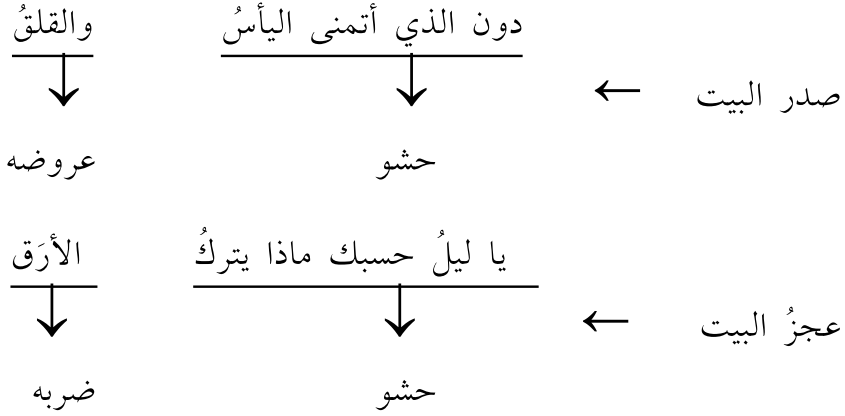 دون الذي أتمنى اليأسُ والقلقُ
صدر البيت ←
حشو عروضه
يا ليلُ حسبك ماذا يتركُ الأرَق
عجزُ البيت ←
حشو ضربه